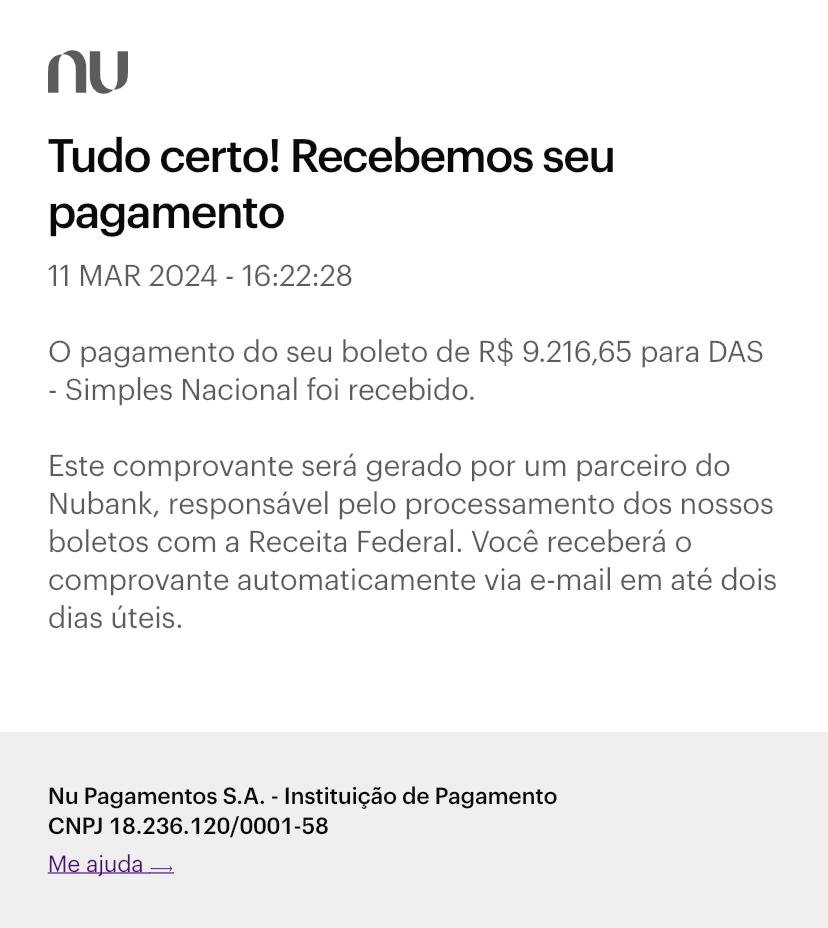 nu
Tudo certo! Recebemos seu
pagamento
11 MAR 2024 - 16:22:28
O pagamento do seu boleto de R$ 9.216,65 para DAS
- Simples Nacional foi recebido.
Este comprovante será gerado por um parceiro do
Nubank, responsável pelo processamento dos nossos
boletos com a Receita Federal. Você receberá o
comprovante automaticamente via e-mail em até dois
dias úteis.
Nu Pagamentos S.A. - Instituição de Pagamento
CNPJ 18.236.120/0001-58
Me ajuda →